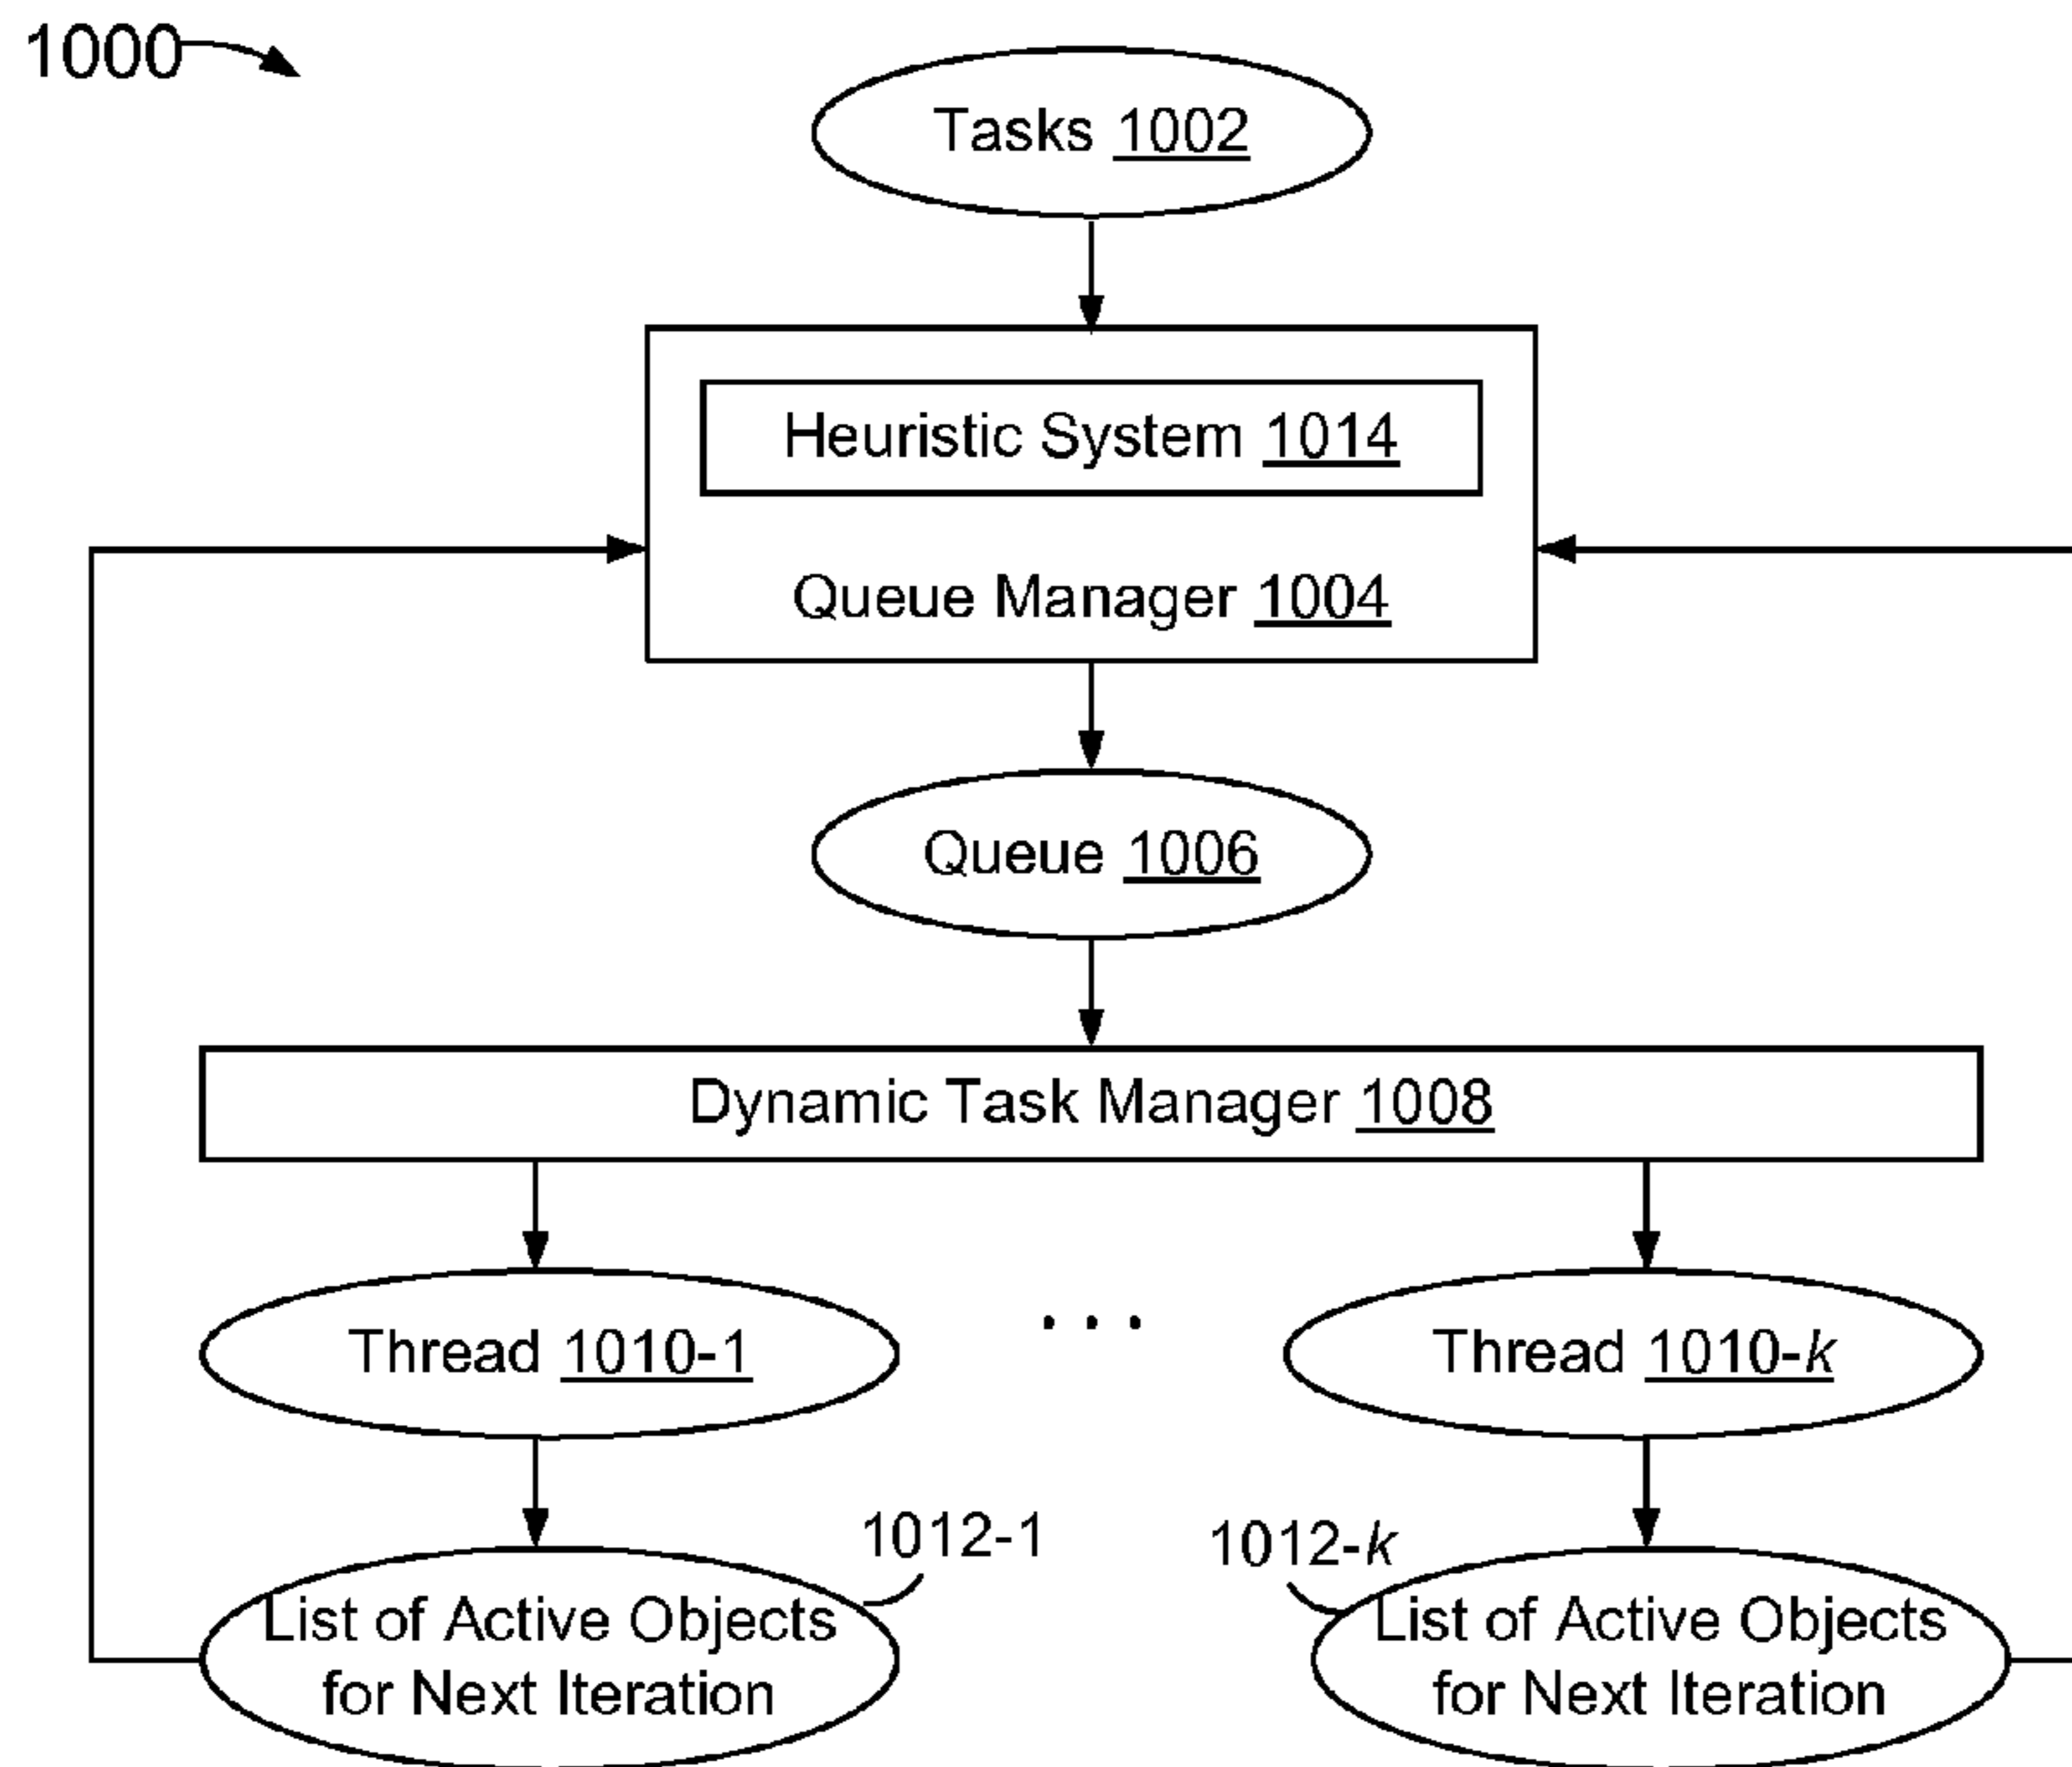 1000
Tasks 1002
Heuristic System 1014
Queue Manager 1004
Queue 1006
Dynamic Task Manager 1008
Thread 1010-1
. . .
Thread 1010-k
1012-1
1012-k
List of Active Objects
for Next Iteration
List of Active Objects
for Next Iteration